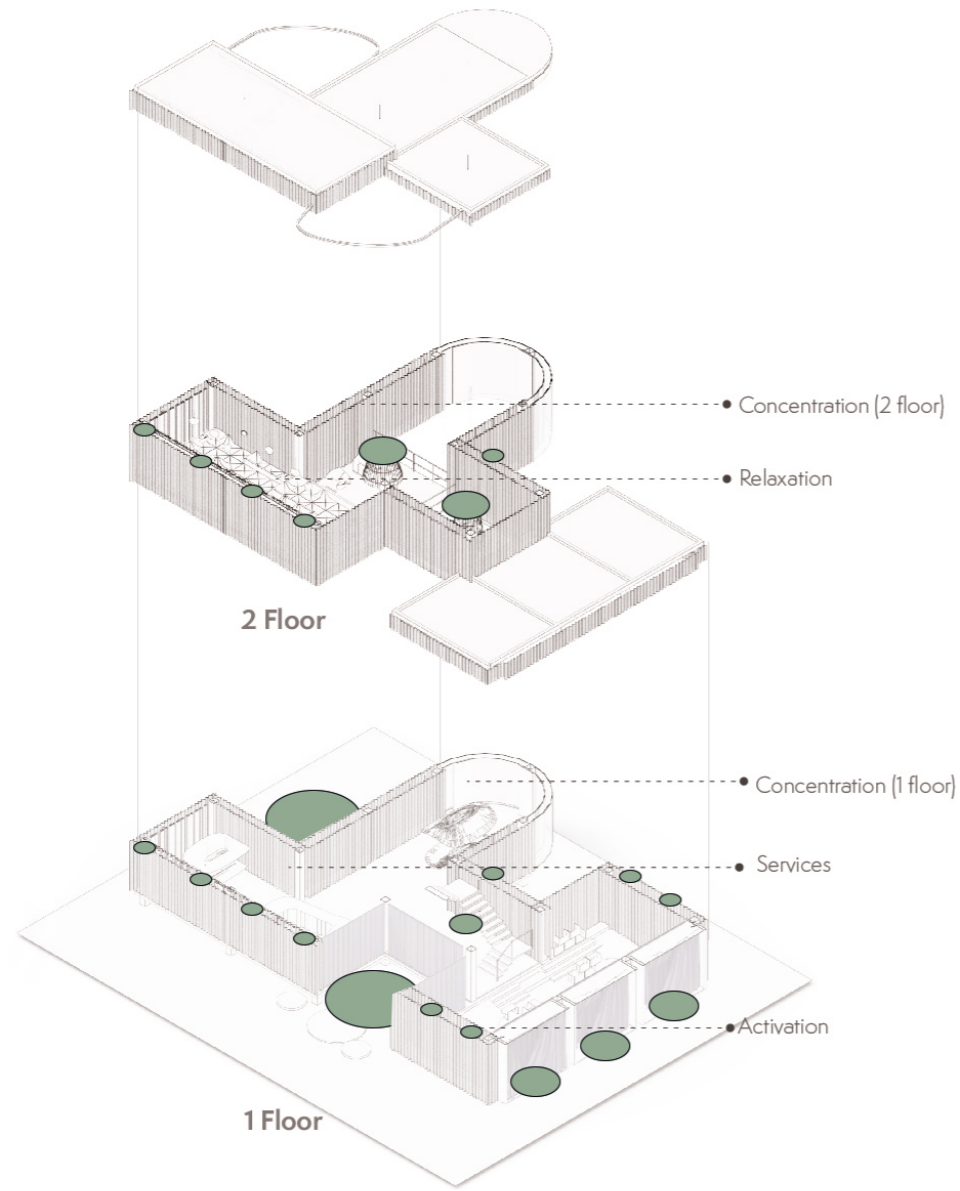 Concentration (2 floor)
Relaxation
2 Floor
Concentration (1 floor)
Services
Activation
1 Floor